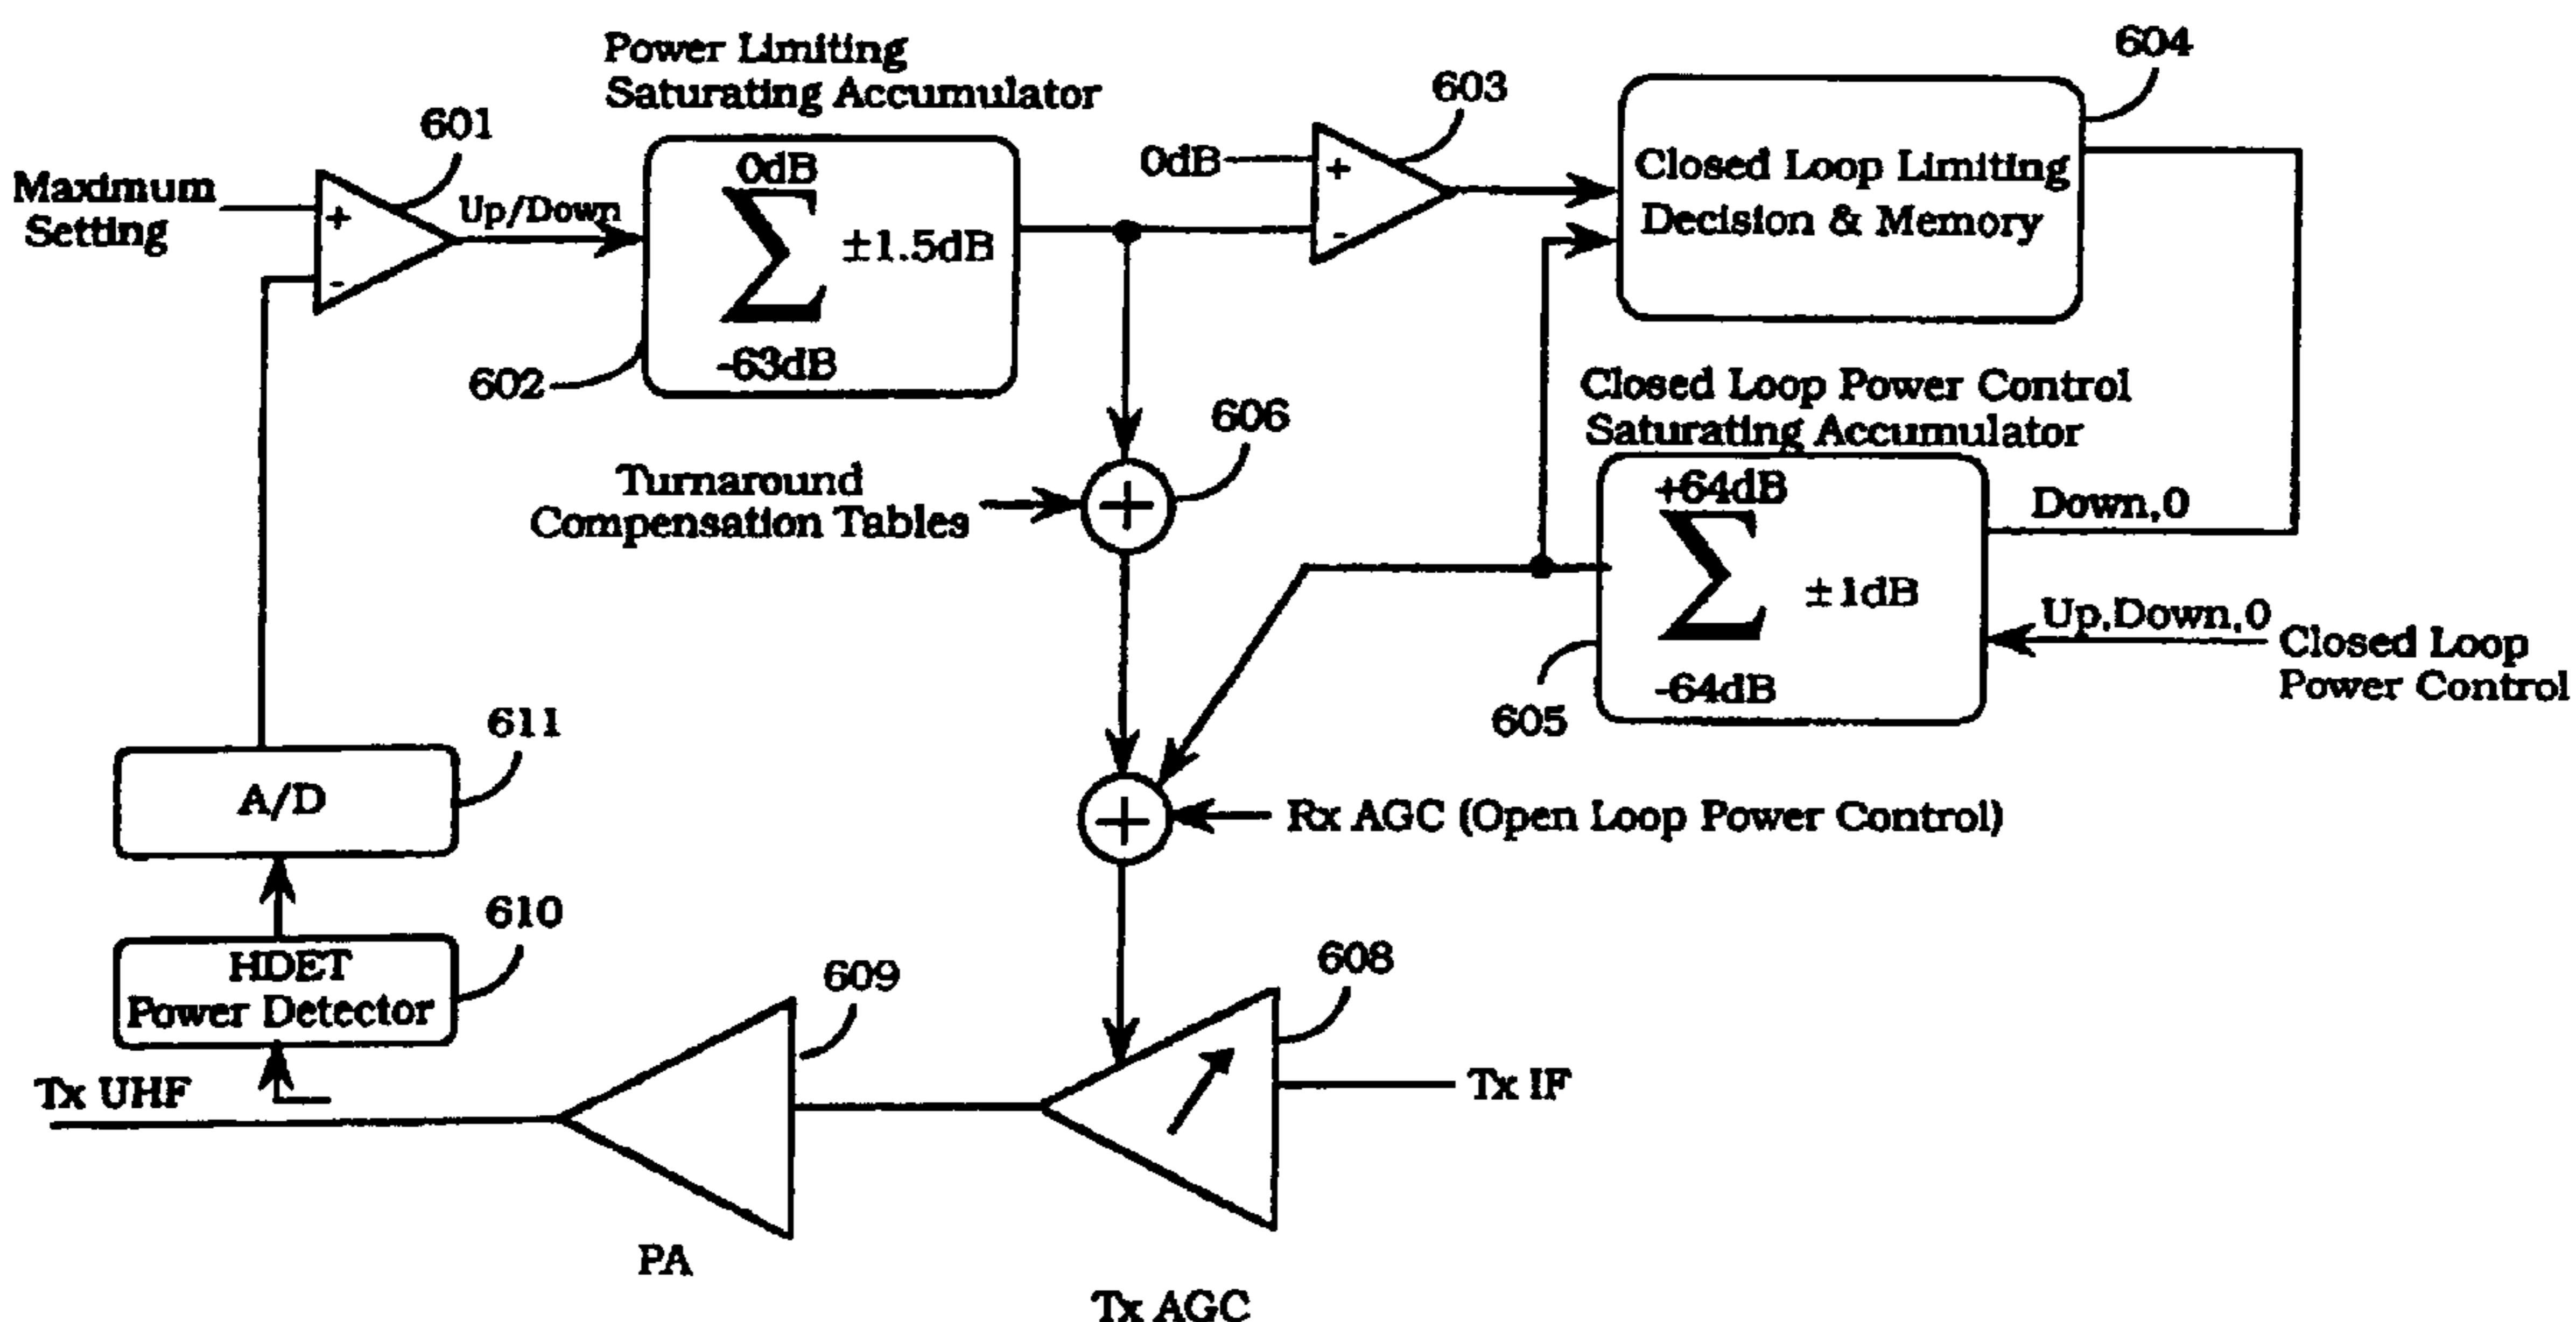 Power Limiting
Saturating Accumulator
601
603
604
Maximum
Setting
+
-
Up/Down
0dB
∑ ±1.5dB
-63dB
602
0dB
+
-
Closed Loop Limiting
Decision & Memory
Closed Loop Power Control
Saturating Accumulator
+64dB
∑ ±1dB
-64dB
605
Down,0
Up,Down,0
Closed Loop
Power Control
606
Turnaround
Compensation Tables
+
+
Rx AGC (Open Loop Power Control)
611
A/D
610
HDET
Power Detector
609
608
Tx UHF
Tx IF
PA
Tx AGC